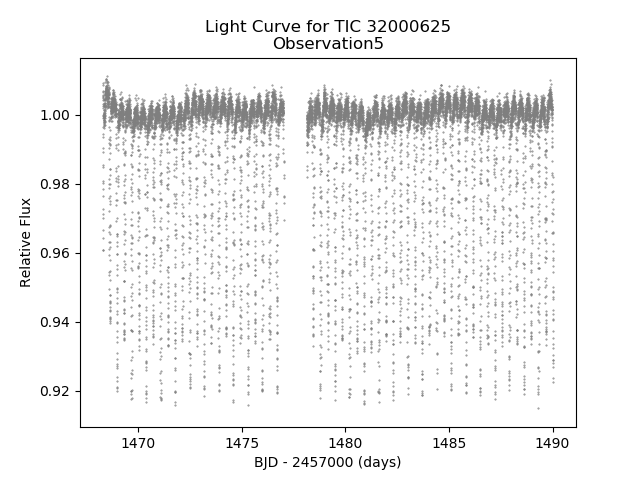 Light Curve for TIC 32000625
Observation5
1.00
0.98
0.96
0.94
0.92
Relative Flux
1470
1475
1480
1485
1490
BJD - 2457000 (days)